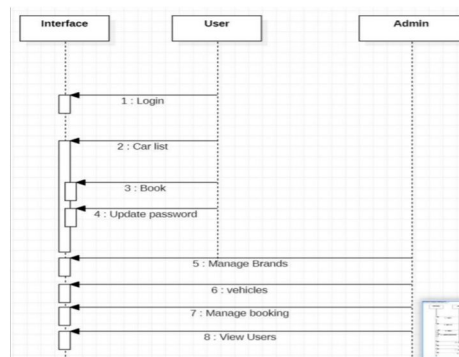 Interface
User
Admin
1 : Login
2 : Car list
3 : Book
4 : Update password
5 : Manage Brands
6 : vehicles
7 : Manage booking
8 : View Users